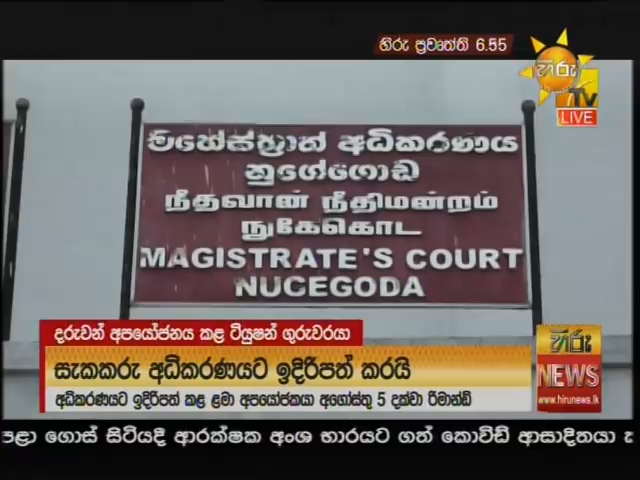 හිරු ප්‍රවෘත්ති 6.55
හිරු
TV
LIVE
මහේස්ත්‍රාත් අධිකරණය
නුගේගොඩ
நீதவான் நீதிமன்றம்
நுகேகொட
MAGISTRATE'S COURT
NUCEGODA
දරුවන් අපයෝජනය කළ ටියුෂන් ගුරුවරයා
සැකකරු අධිකරණයට ඉදිරිපත් කරයි
අධිකරණයට ඉදිරිපත් කළ ළමා අපයෝජකයා අගෝස්තු 5 දක්වා රිමාන්ඩ්
හිරු
NEWS
www.hirunews.lk
පළා ගොස් සිටියදී ආරක්ෂක අංශ භාරයට ගත් කොවිඩ් ආසාදිතයා